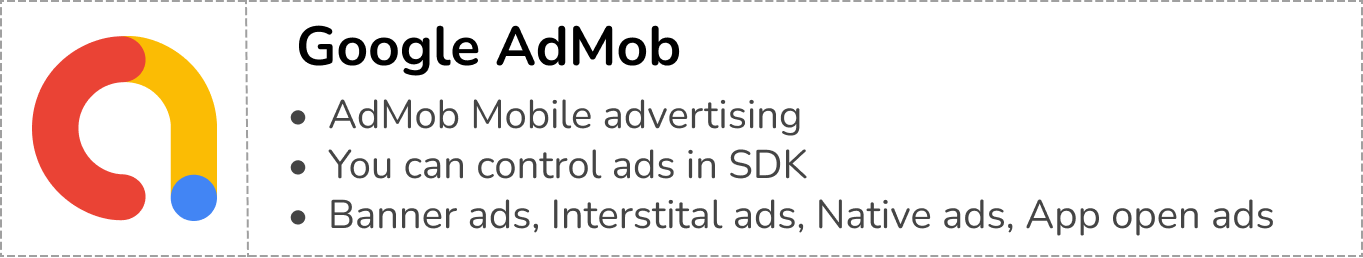 Google AdMob
• AdMob Mobile advertising
• You can control ads in SDK
• Banner ads, Interstital ads, Native ads, App open ads